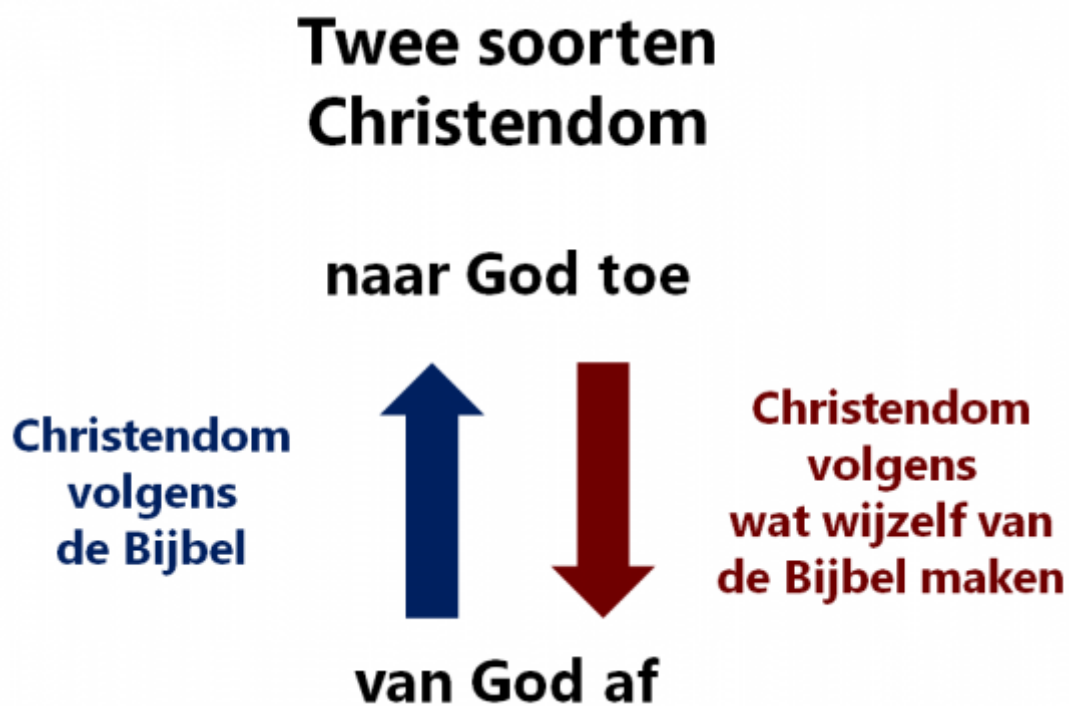 Twee soorten
Christendom
naar God toe
Christendom
volgens
de Bijbel
Christendom
volgens
wat wijzelf van
de Bijbel maken
van God af